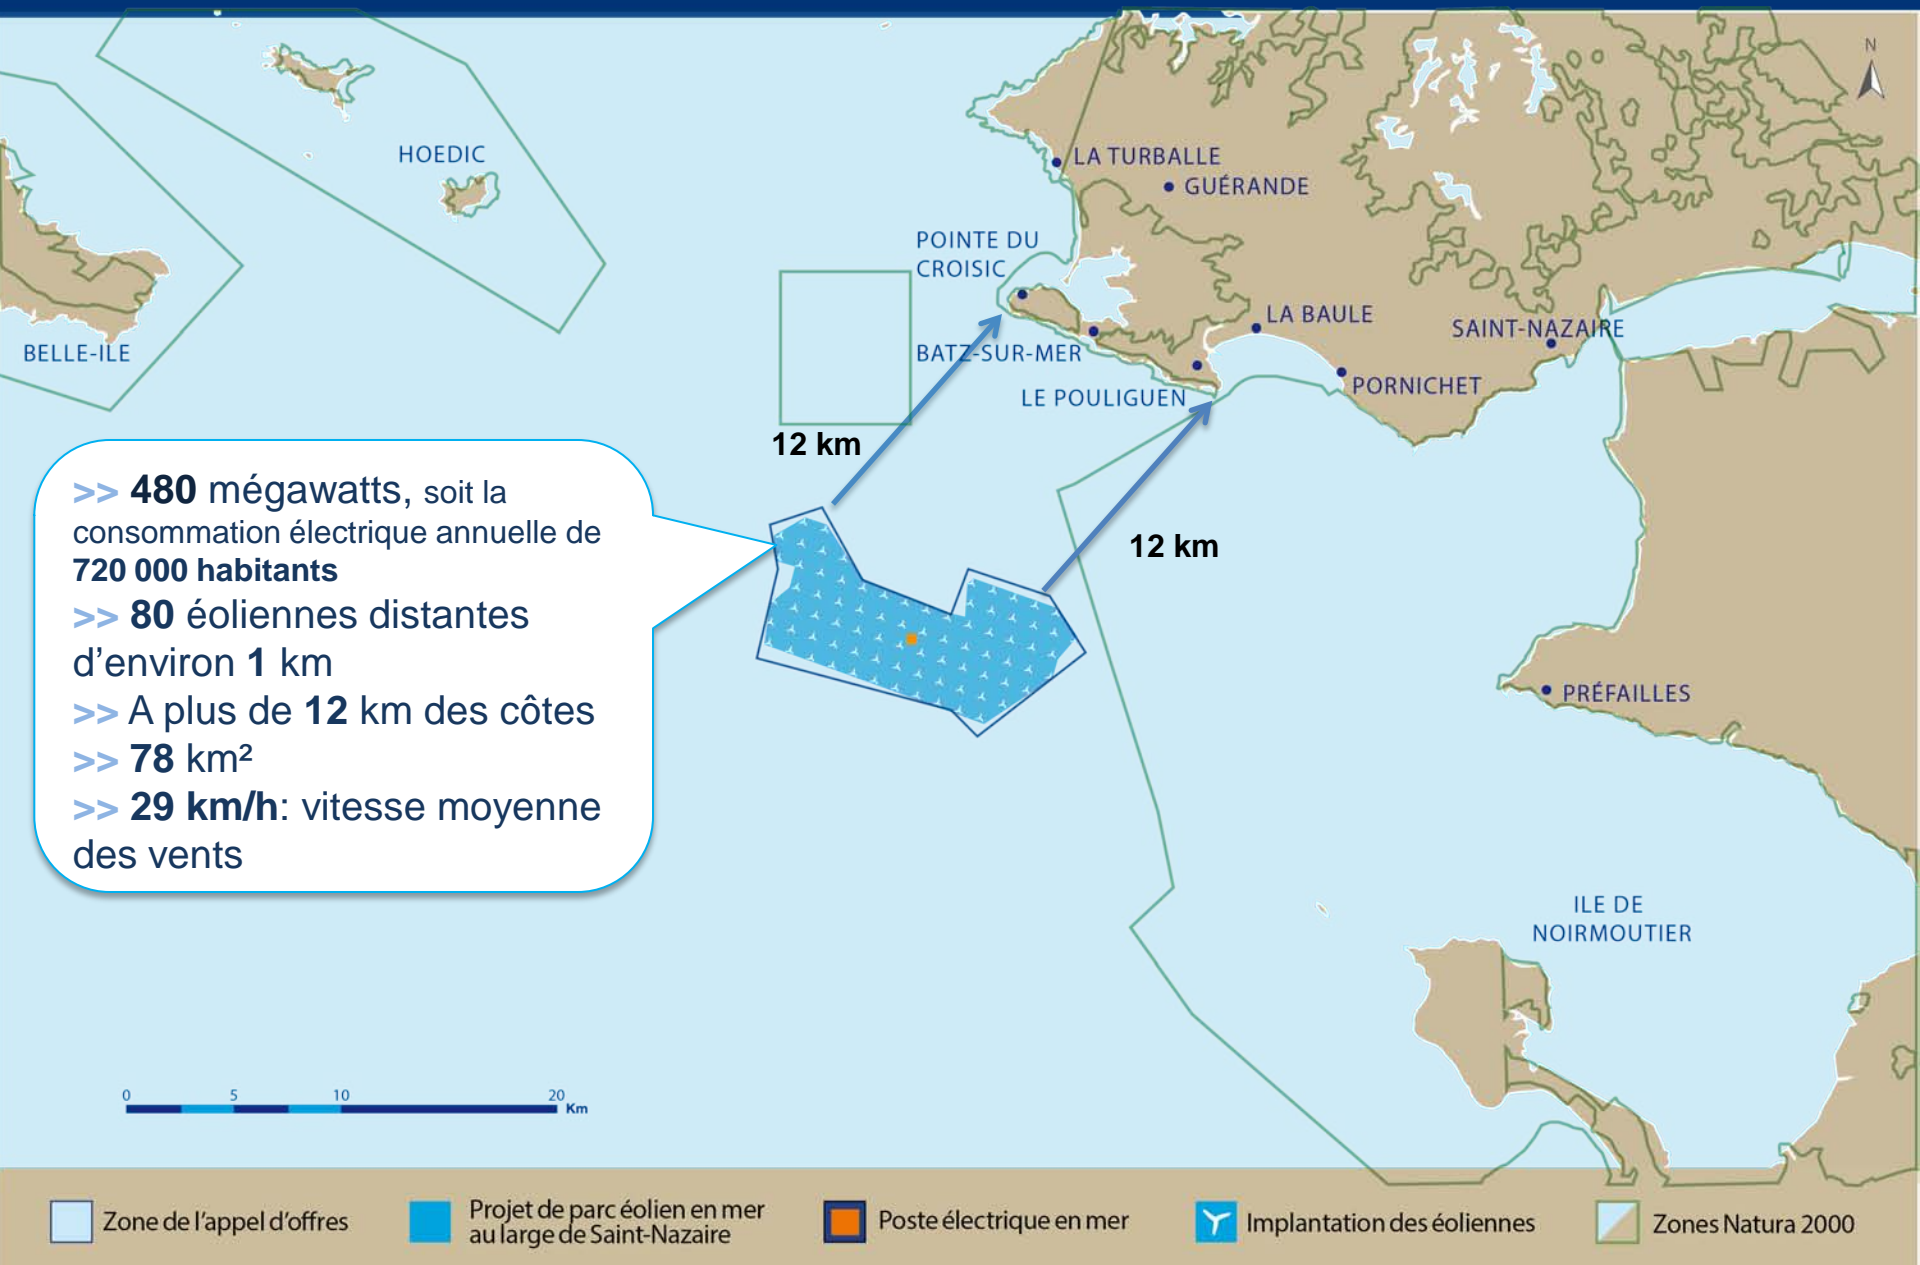 N
HOEDIC
LA TURBALLE
GUÉRANDE
POINTE DU
CROISIC
BELLE-ILE
BATZ-SUR-MER
LA BAULE
SAINT-NAZAIRE
LE POULIGUEN
PORNICHET
12 km
12 km
>> 480 mégawatts, soit la
consommation électrique annuelle de
720 000 habitants
>> 80 éoliennes distantes
d’environ 1 km
>> A plus de 12 km des côtes
>> 78 km²
>> 29 km/h: vitesse moyenne
des vents
PRÉFAILLES
ILE DE
NOIRMOUTIER
0 5 10 20
Km
Zone de l'appel d'offres
Projet de parc éolien en mer
au large de Saint-Nazaire
Poste électrique en mer
Implantation des éoliennes
Zones Natura 2000